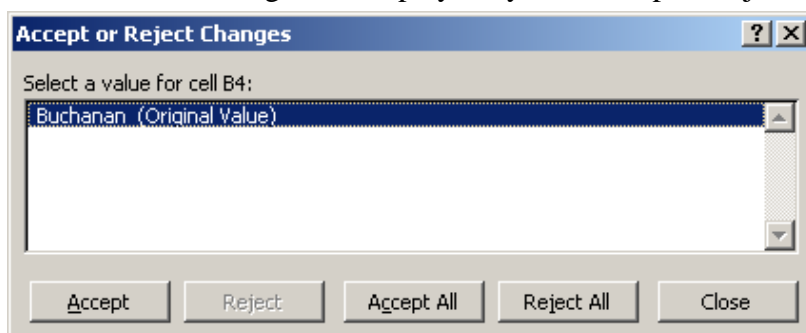 Accept or Reject Changes
Select a value for cell B4:
Buchanan (Original Value)
Accept Reject Accept All Reject All Close